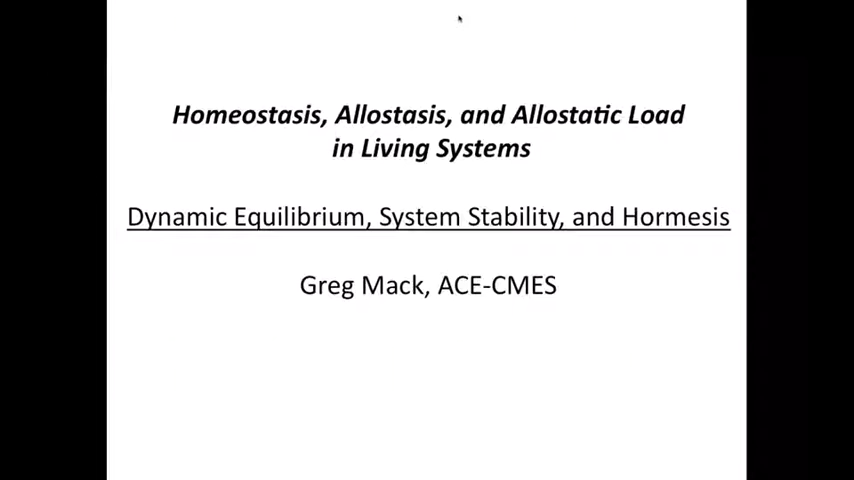 Homeostasis, Allostasis, and Allostatic Load
in Living Systems
Dynamic Equilibrium, System Stability, and Hormesis
Greg Mack, ACE-CMES